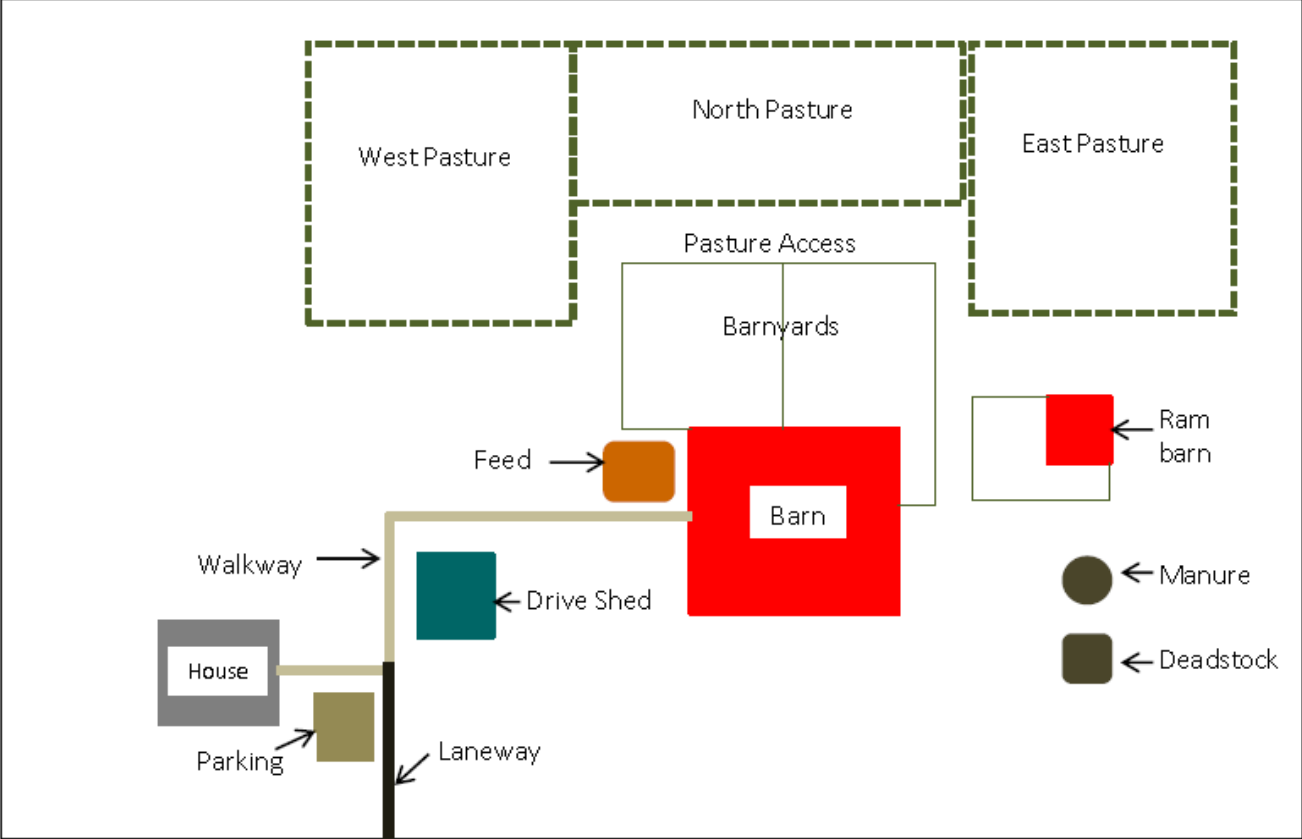 North Pasture
West Pasture
East Pasture
Pasture Access
Barnyards
Ram
barn
Feed
Barn
Walkway
Manure
Drive Shed
House
Deadstock
Parking
Laneway